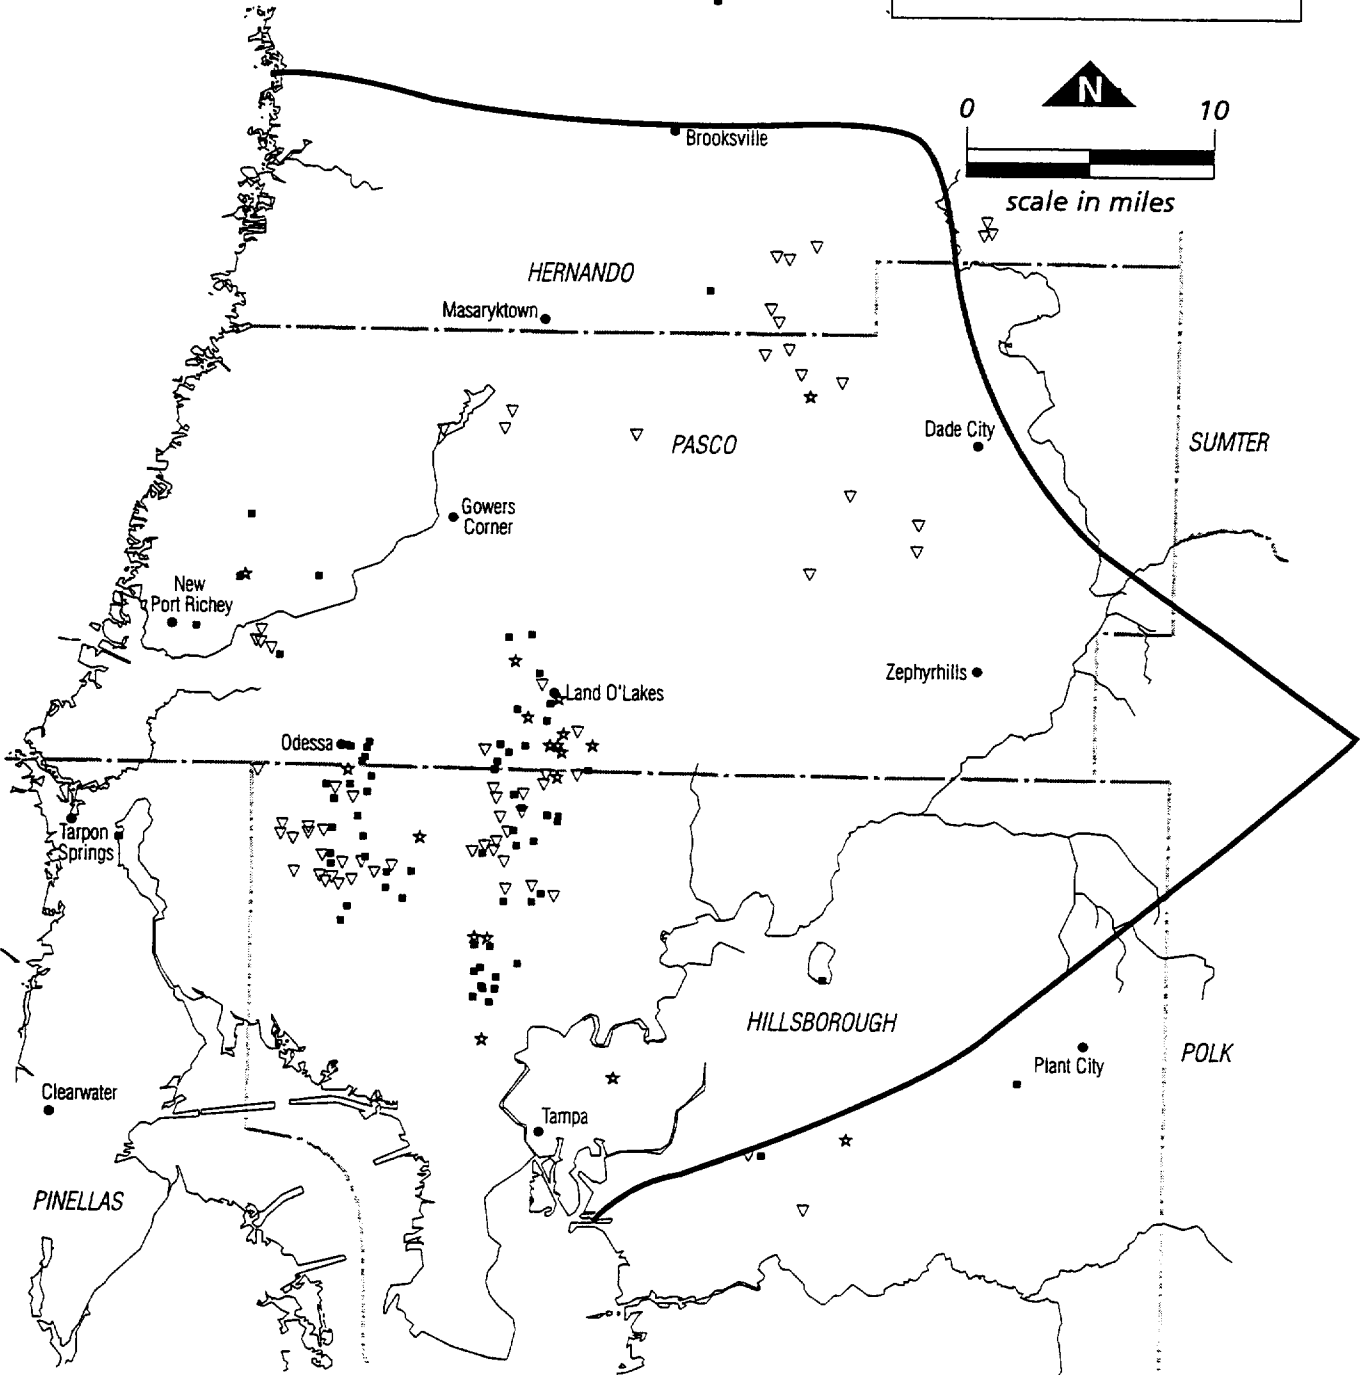 N
0 10
scale in miles
Brooksville
HERNANDO
Masaryktown
PASCO
Dade City
SUMTER
Gowers
Corner
New
Port Richey
Zephyrhills
Land O'Lakes
Odessa
Tarpon
Springs
HILLSBOROUGH
Plant City
POLK
Clearwater
Tampa
PINELLAS